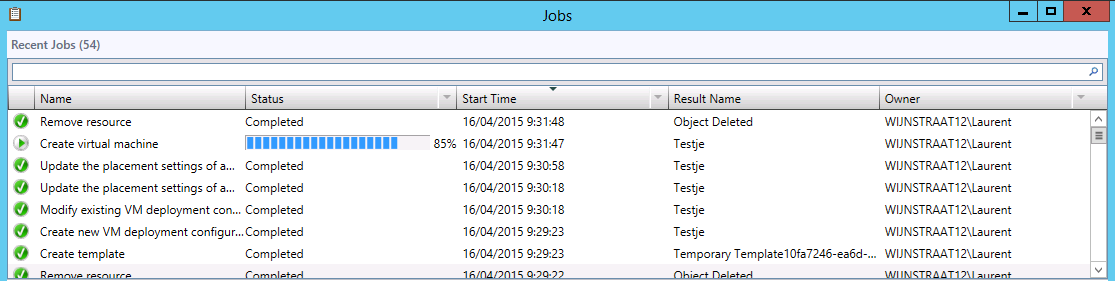 Jobs
Recent Jobs (54)
Name Status Start Time Result Name Owner
Remove resource Completed 16/04/2015 9:31:48 Object Deleted WIJNSTRAAT12\Laurent
Create virtual machine 85% 16/04/2015 9:31:47 Testje WIJNSTRAAT12\Laurent
Update the placement settings of a... Completed 16/04/2015 9:30:58 Testje WIJNSTRAAT12\Laurent
Update the placement settings of a... Completed 16/04/2015 9:30:18 Testje WIJNSTRAAT12\Laurent
Modify existing VM deployment con... Completed 16/04/2015 9:30:18 Testje WIJNSTRAAT12\Laurent
Create new VM deployment configur... Completed 16/04/2015 9:29:23 Testje WIJNSTRAAT12\Laurent
Create template Completed 16/04/2015 9:29:23 Temporary Template10fa7246-ea6d-... WIJNSTRAAT12\Laurent
Remove resource Completed 16/04/2015 9:29:22 Object Deleted WIJNSTRAAT12\Laurent